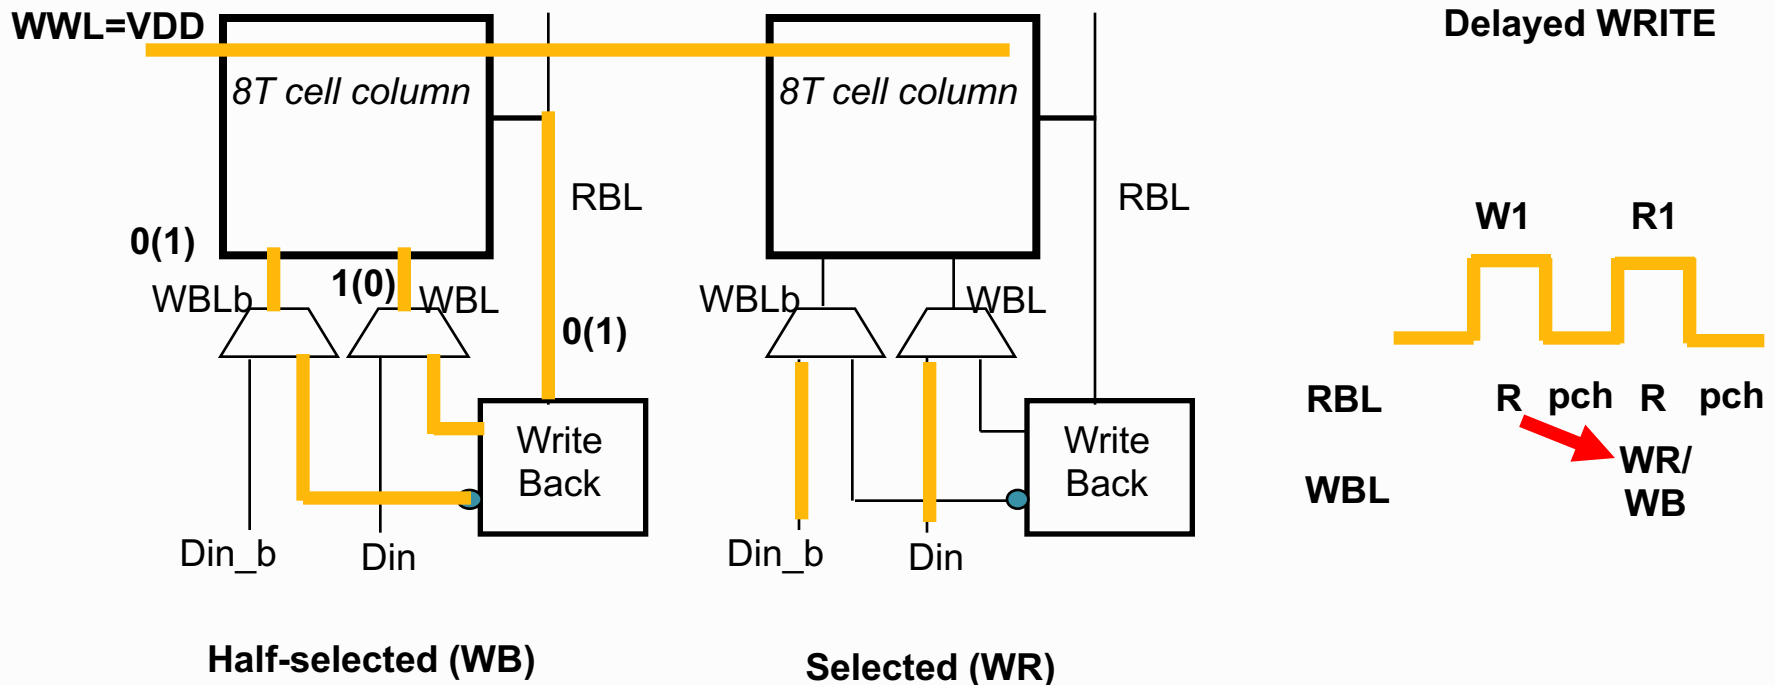 WWL=VDD
Delayed WRITE
8T cell column
8T cell column
RBL
RBL
W1
R1
0(1)
1(0)
WBLb
WBL
WBLb
WBL
0(1)
RBL
R
pch
R
pch
Write
Back
Write
Back
WBL
WR/
WB
Din_b
Din
Din_b
Din
Half-selected (WB)
Selected (WR)